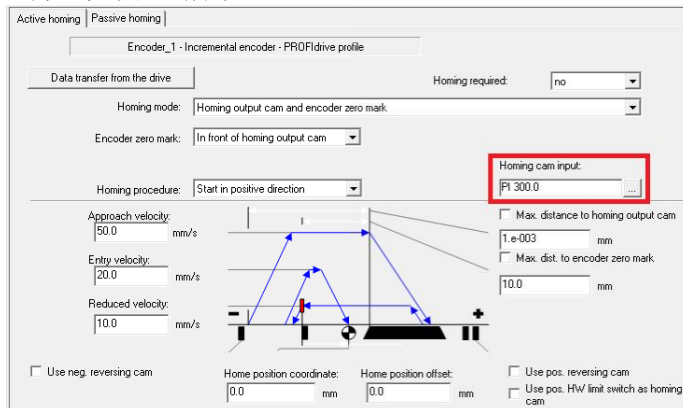 Active homing
Passive homing
Encoder_1 - Incremental encoder - PROFIdrive profile
Data transfer from the drive
Homing required:
no
Homing mode:
Homing output cam and encoder zero mark
Encoder zero mark:
In front of homing output cam
Homing cam input:
PI 300.0
...
Homing procedure:
Start in positive direction
Approach velocity:
50.0 mm/s
Entry velocity:
20.0 mm/s
Reduced velocity:
10.0 mm/s
Max. distance to homing output cam
1.e-003 mm
Max. dist. to encoder zero mark
10.0 mm
- +
Use neg. reversing cam
Home position coordinate:
0.0 mm
Home position offset:
0.0 mm
Use pos. reversing cam
Use pos. HW limit switch as homing
cam